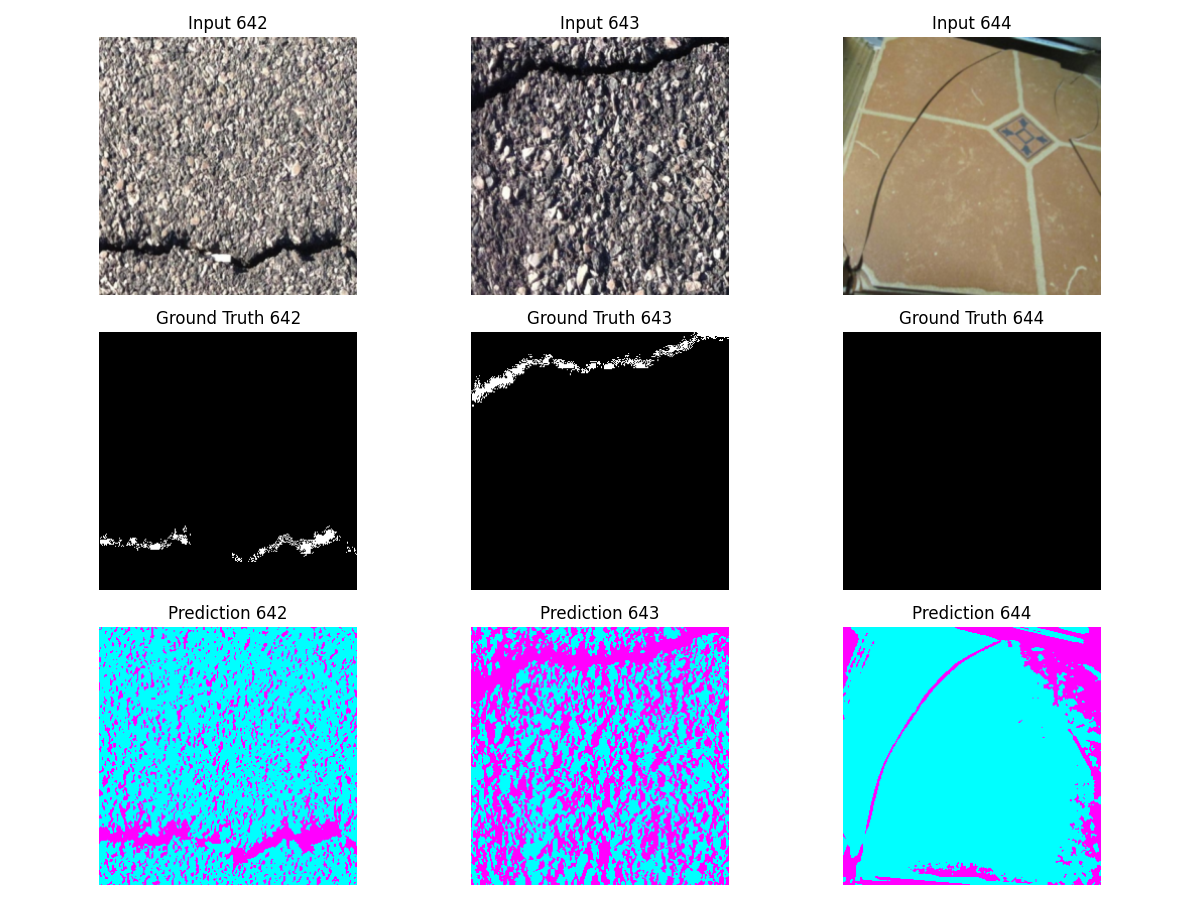 Input 642
Input 643
Input 644
Ground Truth 642
Ground Truth 643
Ground Truth 644
Prediction 642
Prediction 643
Prediction 644